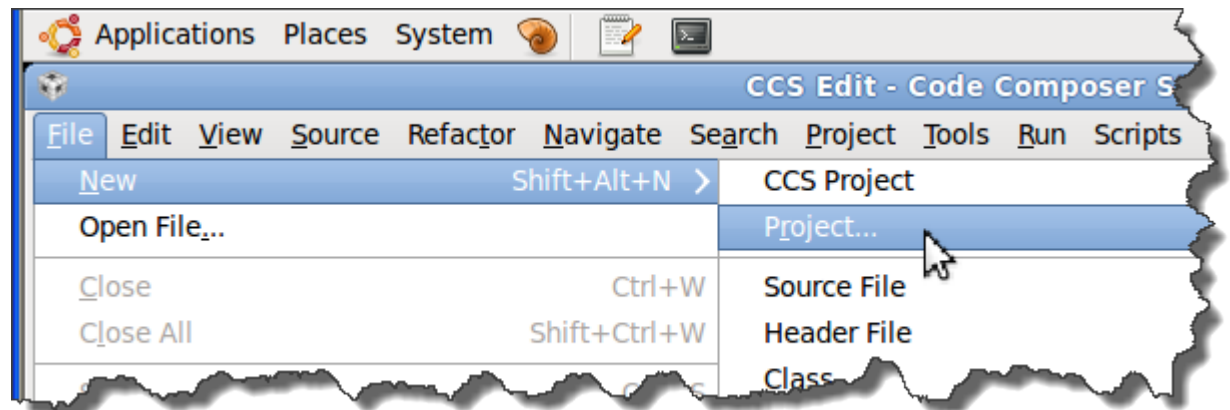 Applications Places System
CCS Edit - Code Composer
File Edit View Source Refactor Navigate Search Project Tools Run Scripts
New Shift+Alt+N CCS Project
Open File... Project...
Close Ctrl+W Source File
Close All Shift+Ctrl+W Header File
Class